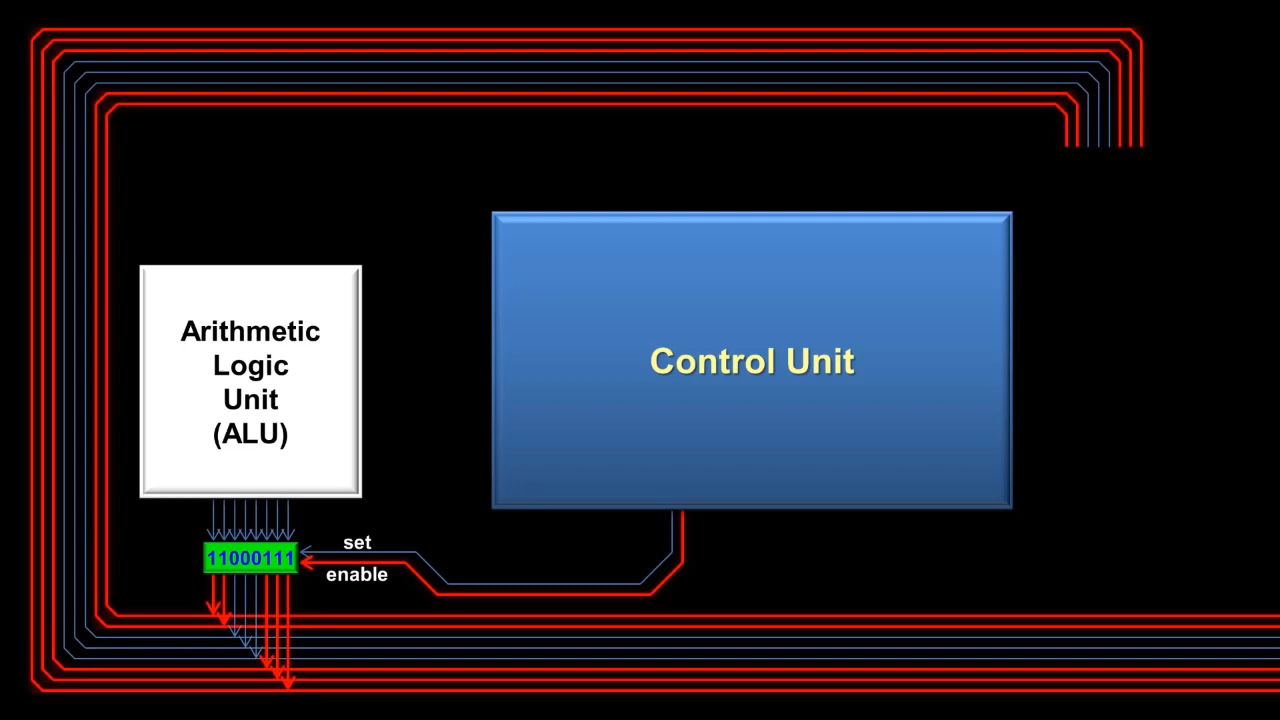 Arithmetic
Logic
Unit
(ALU)
Control Unit
set
11000111
enable